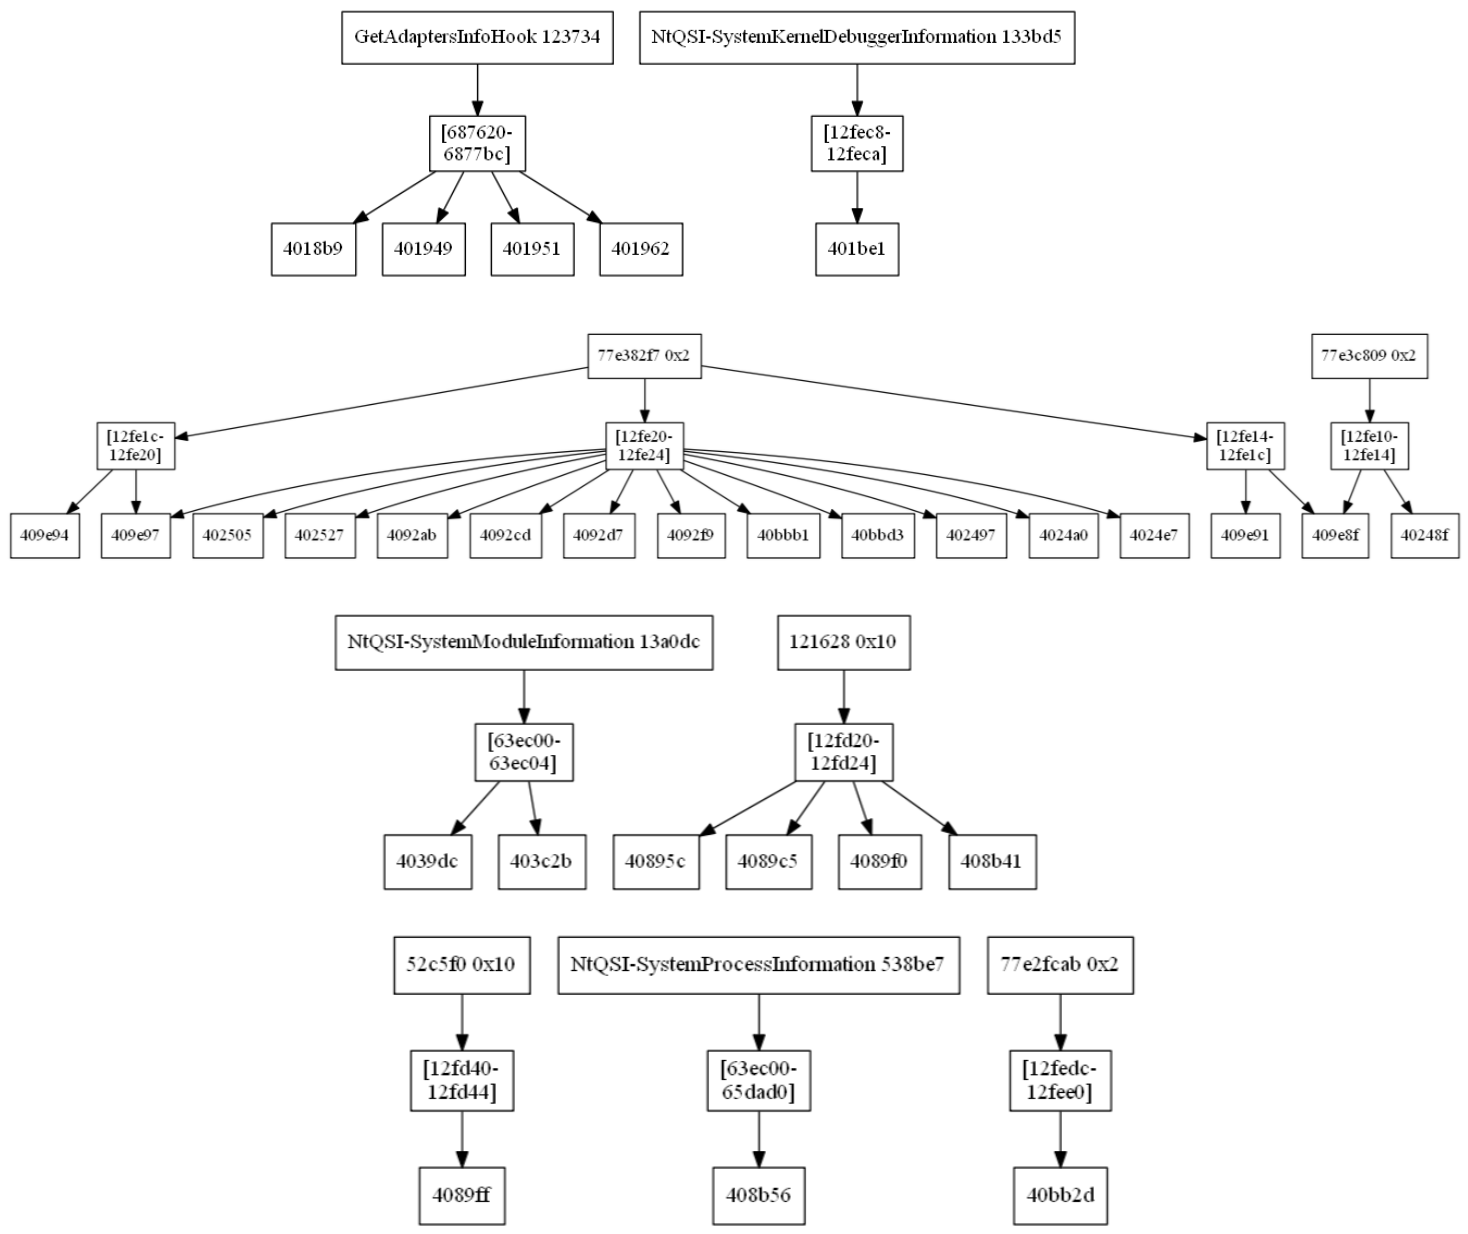 GetAdaptersInfoHook 123734
NtQSI-SystemKernelDebuggerInformation 133bd5
[687620-
6877bc]
[12fec8-
12feca]
4018b9
401949
401951
401962
401be1
77e382f7 0x2
77e3c809 0x2
[12fe1c-
12fe20]
[12fe20-
12fe24]
[12fe14-
12fe1c]
[12fe10-
12fe14]
409e94
409e97
402505
402527
4092ab
4092cd
4092d7
4092f9
40bbb1
40bbd3
402497
4024a0
4024e7
409e91
409e8f
40248f
NtQSI-SystemModuleInformation 13a0dc
121628 0x10
[63ec00-
63ec04]
[12fd20-
12fd24]
4039dc
403c2b
40895c
4089c5
4089f0
408b41
52c5f0 0x10
NtQSI-SystemProcessInformation 538be7
77e2fcab 0x2
[12fd40-
12fd44]
[63ec00-
65dad0]
[12fedc-
12fee0]
4089ff
408b56
40bb2d